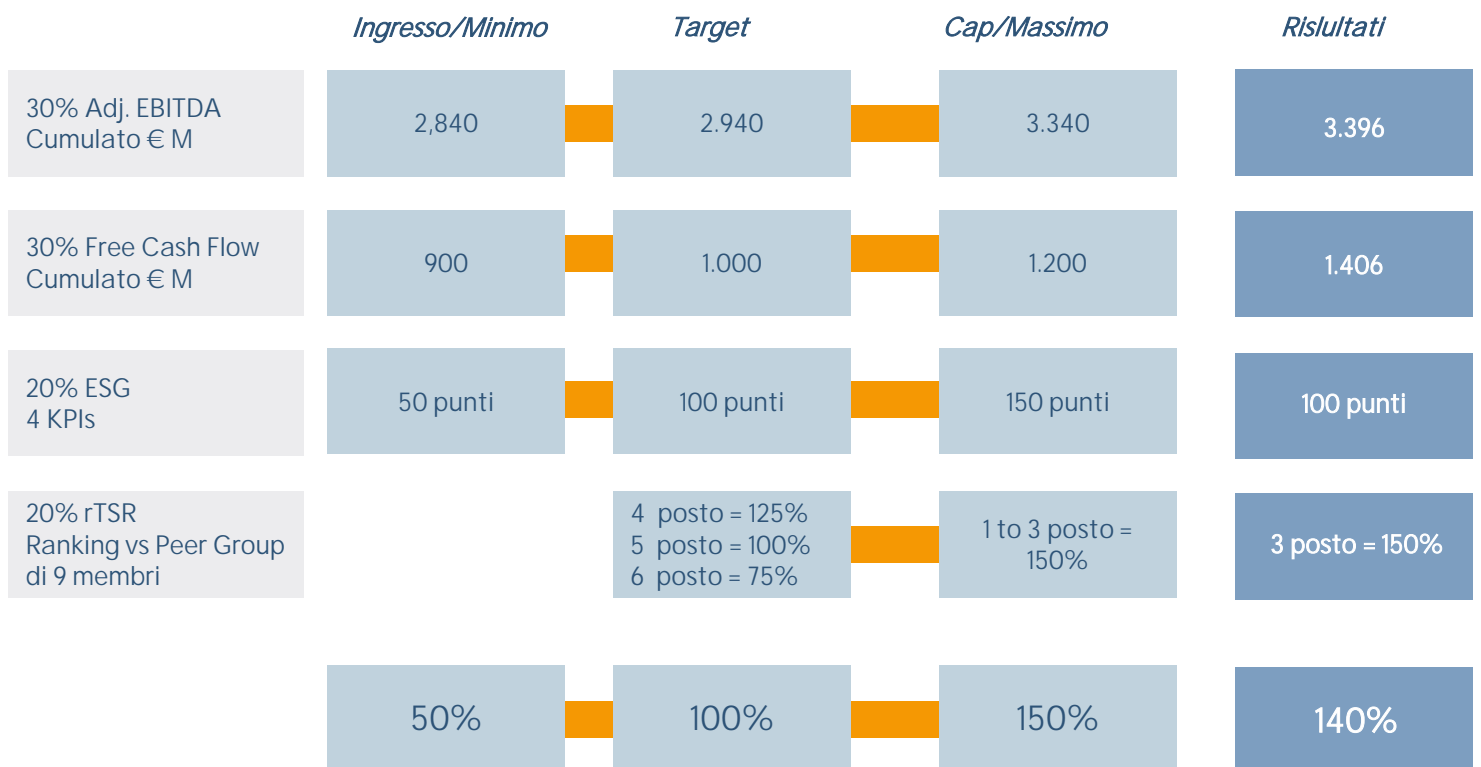 Ingresso/Minimo
Target
Cap/Massimo
Rislultati
30% Adj. EBITDA
Cumulato € M
2,840
2.940
3.340
3.396
30% Free Cash Flow
Cumulato € M
900
1.000
1.200
1.406
20% ESG
4 KPIs
50 punti
100 punti
150 punti
100 punti
20% rTSR
Ranking vs Peer Group
di 9 membri
4 posto = 125%
5 posto = 100%
6 posto = 75%
1 to 3 posto =
150%
3 posto = 150%
50%
100%
150%
140%